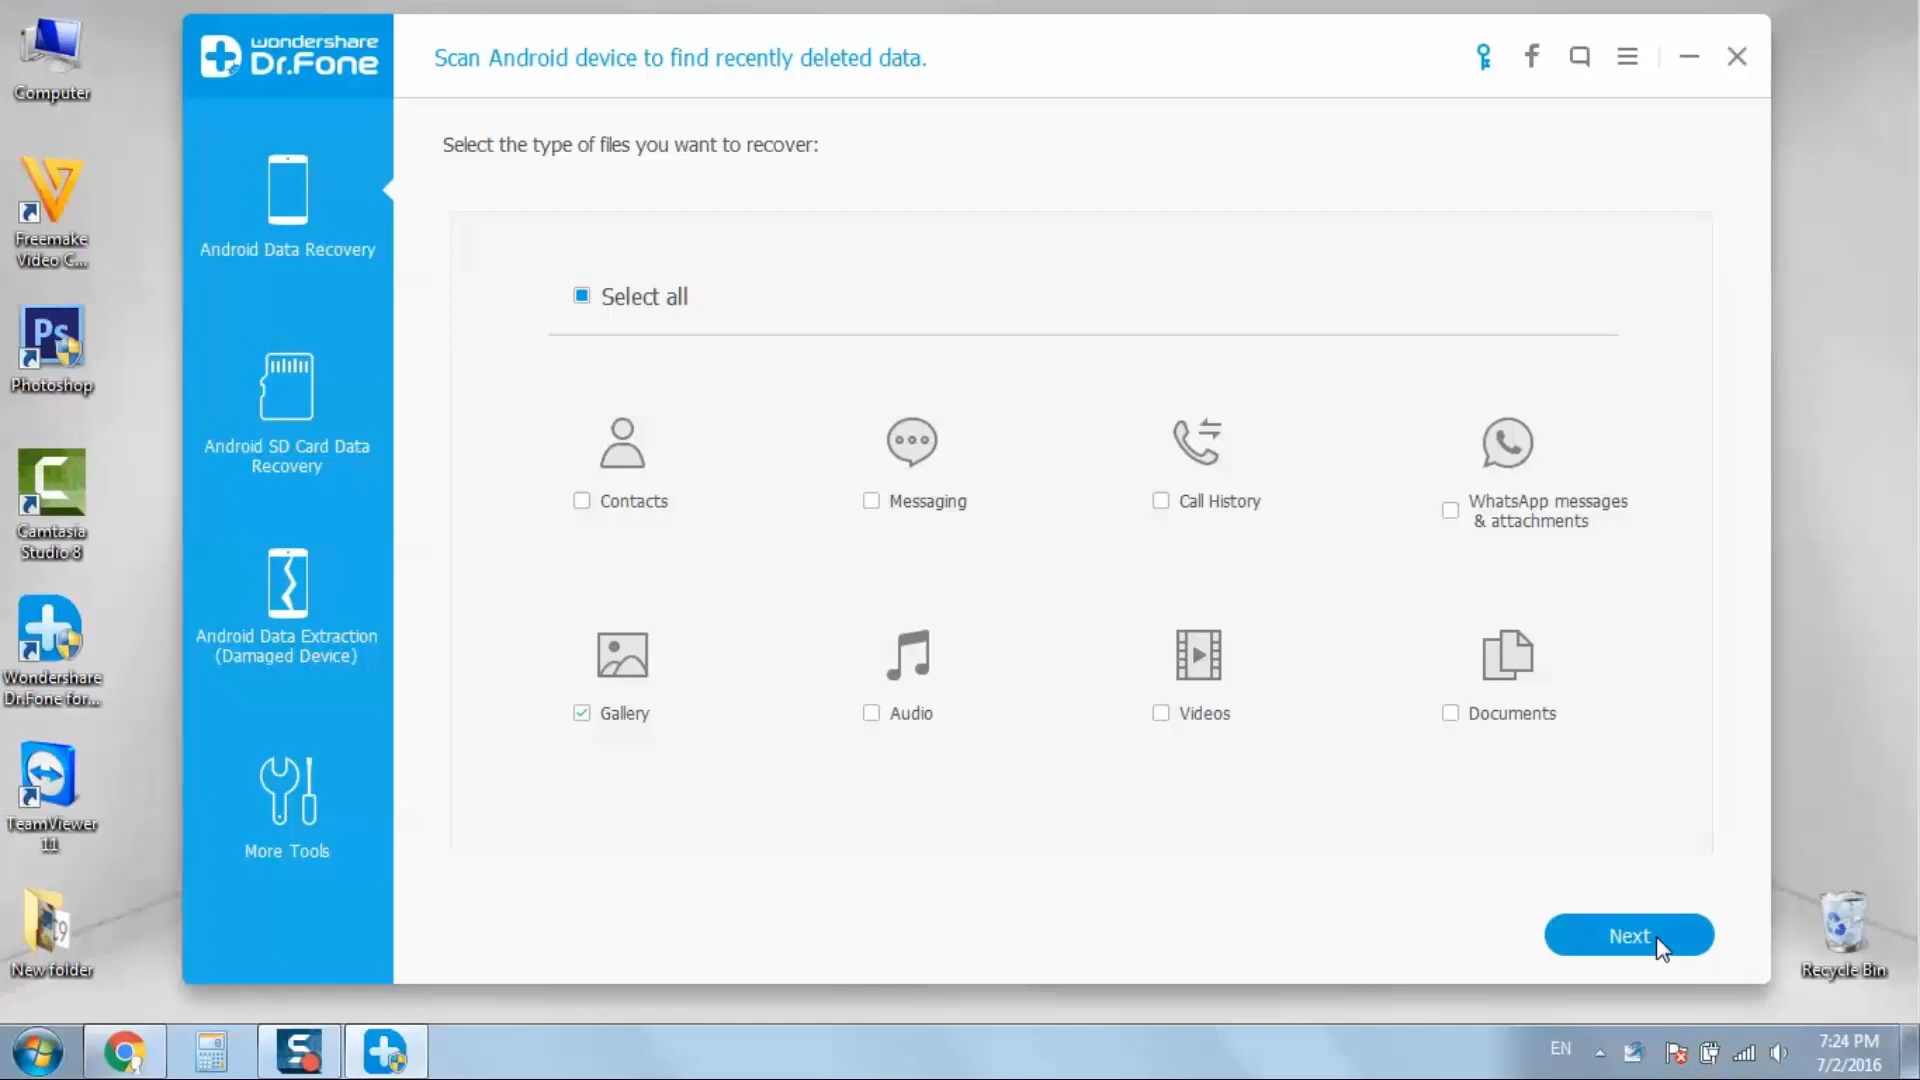 Computer
Freemake
Video C...
Ps
Photoshop
Camtasia
Studio 8
Wondershare
Dr.Fone for...
TeamViewer
11
New folder
wondershare
Dr.Fone
Android Data Recovery
Android SD Card Data
Recovery
Android Data Extraction
(Damaged Device)
More Tools
Scan Android device to find recently deleted data.
Select the type of files you want to recover:
Select all
Contacts
Messaging
Call History
WhatsApp messages
& attachments
Gallery
Audio
Videos
Documents
Next
Recycle Bin
EN
7:24 PM
7/2/2016